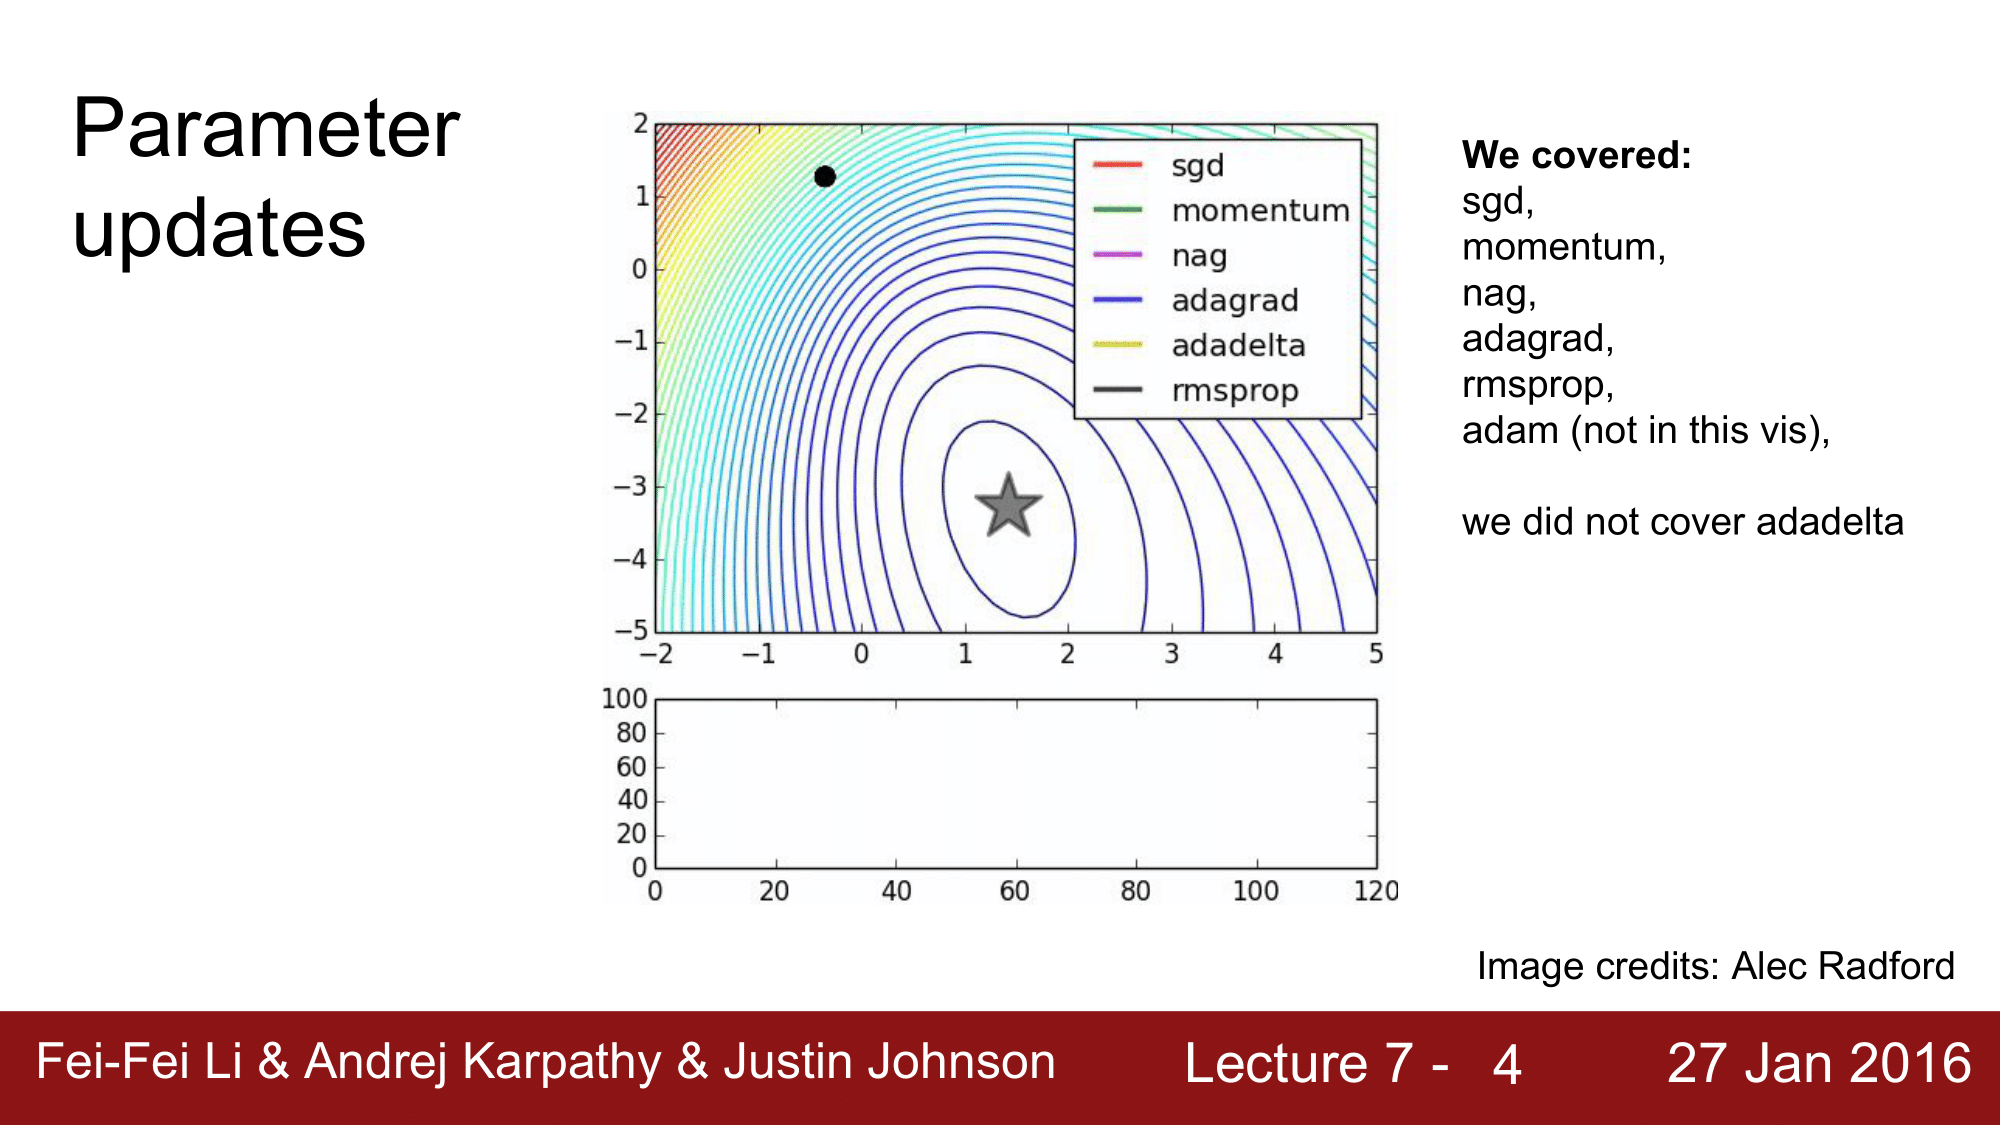 Parameter
updates
2
1
0
−1
−2
−3
−4
−5
−2 −1 0 1 2 3 4 5
sgd
momentum
nag
adagrad
adadelta
rmsprop
100
80
60
40
20
0
0 20 40 60 80 100 120
We covered:
sgd,
momentum,
nag,
adagrad,
rmsprop,
adam (not in this vis),
we did not cover adadelta
Image credits: Alec Radford
Fei-Fei Li & Andrej Karpathy & Justin Johnson Lecture 7 - 4 27 Jan 2016